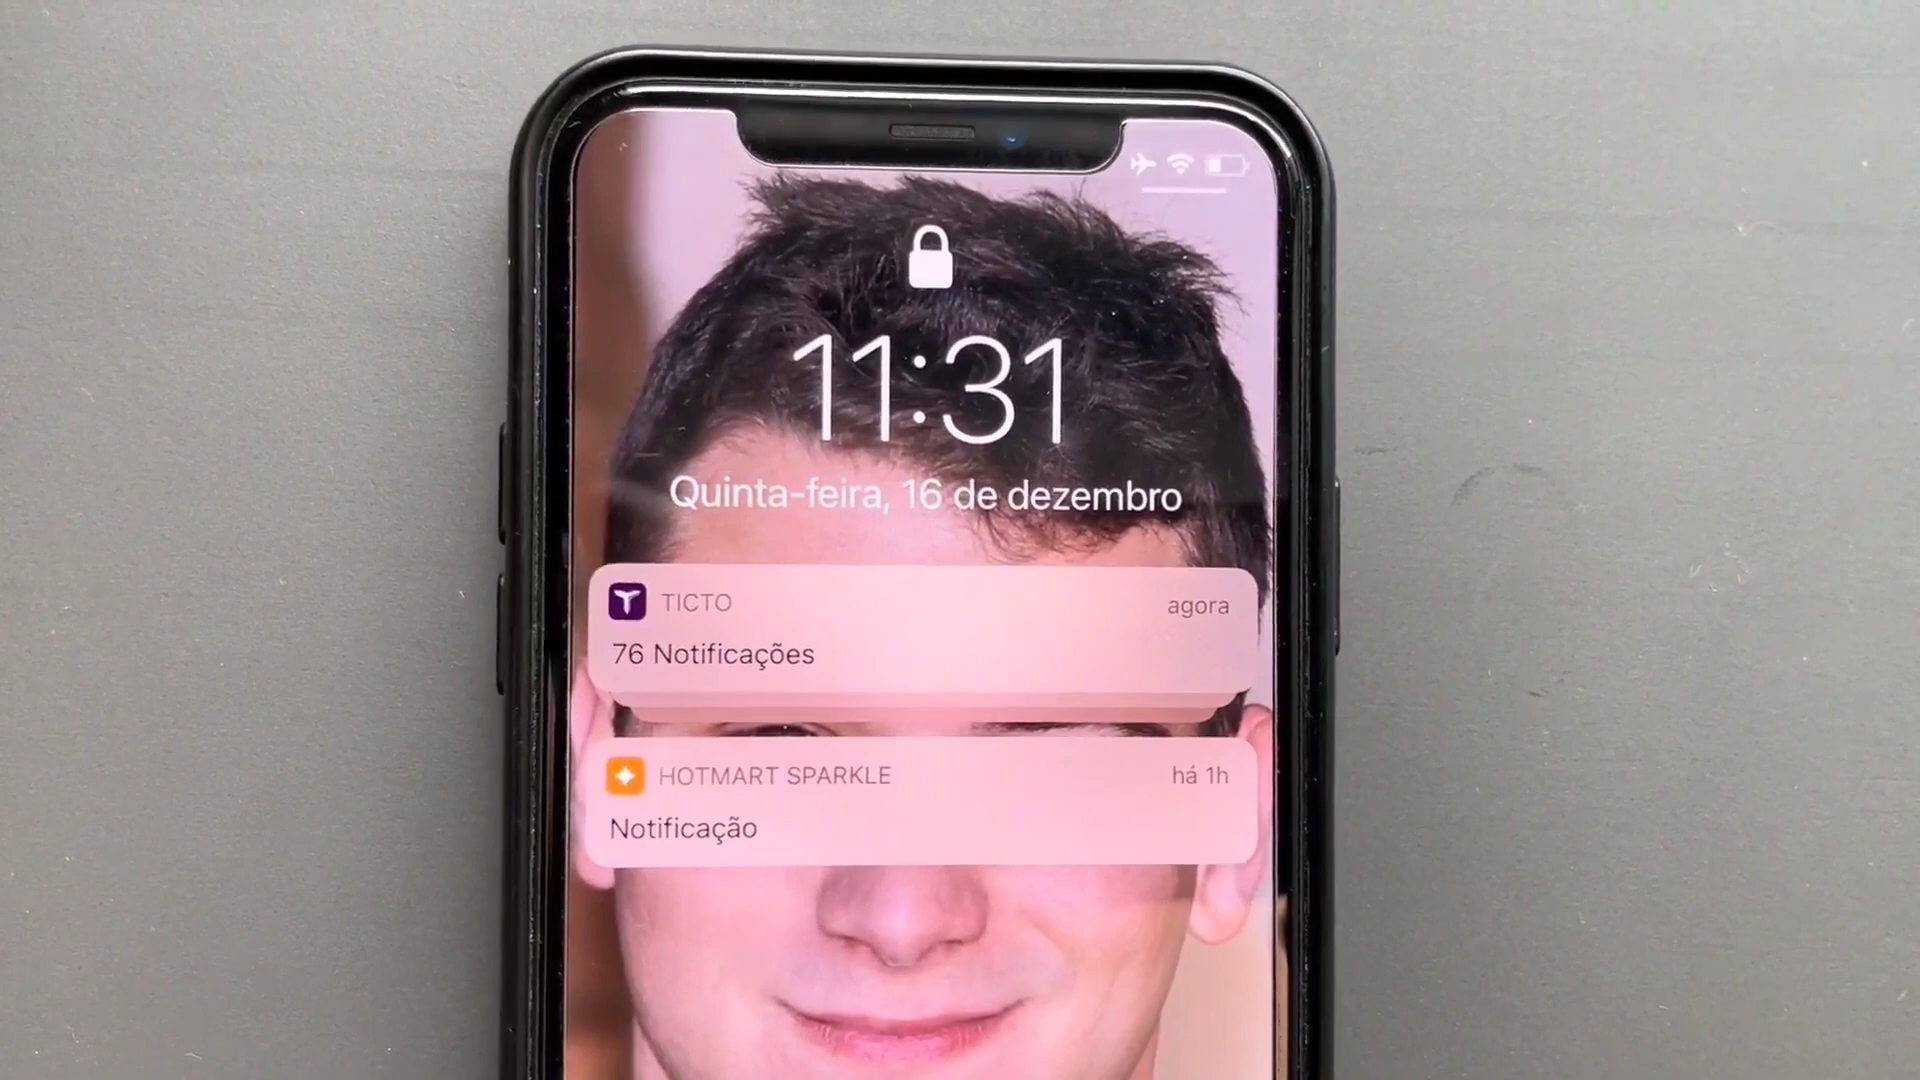 11:31
Quinta-feira, 16 de dezembro
TICTO
agora
76 Notificações
HOTMART SPARKLE
há 1h
Notificação